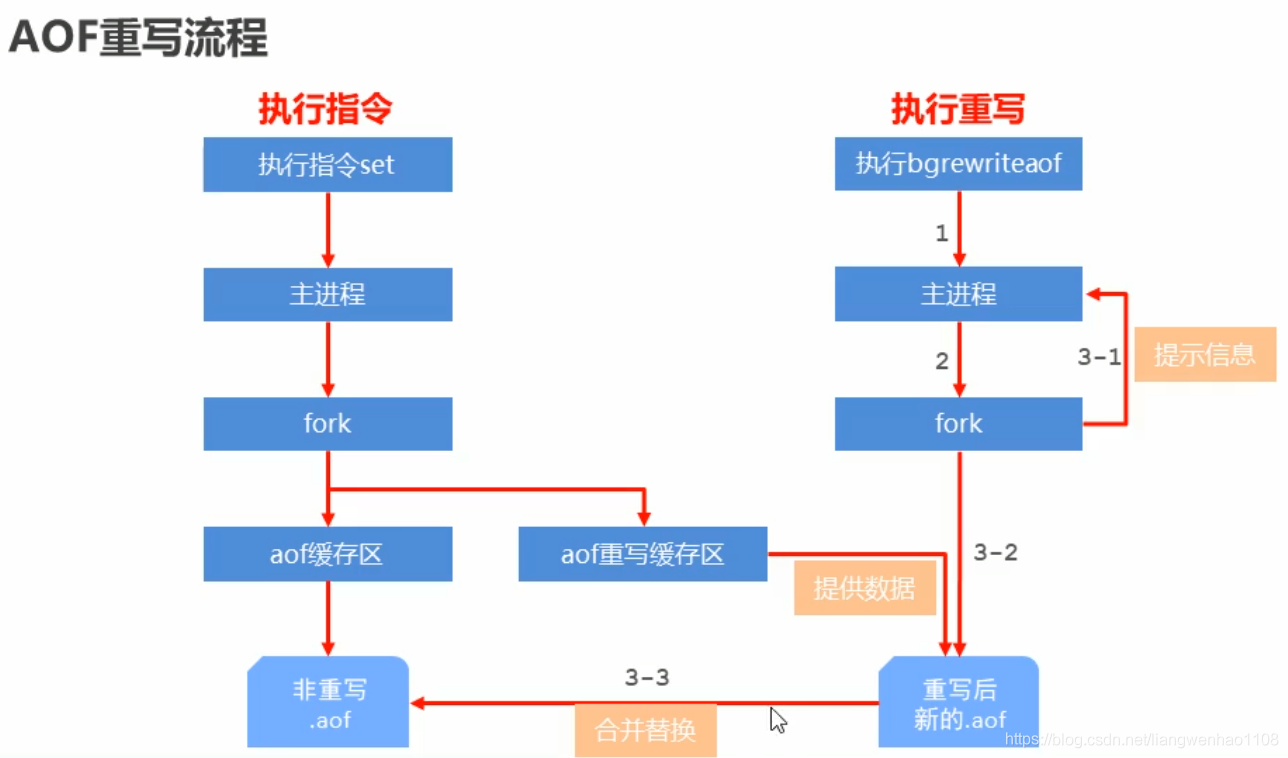 AOF重写流程
执行指令
执行指令set
主进程
fork
aof缓存区
aof重写缓存区
非重写
.aof
执行重写
执行bgrewriteaof
1
主进程
2
3-1
提示信息
fork
3-2
提供数据
重写后
新的.aof
3-3
合并替换
https://blog.csdn.net/liangwenhao1108